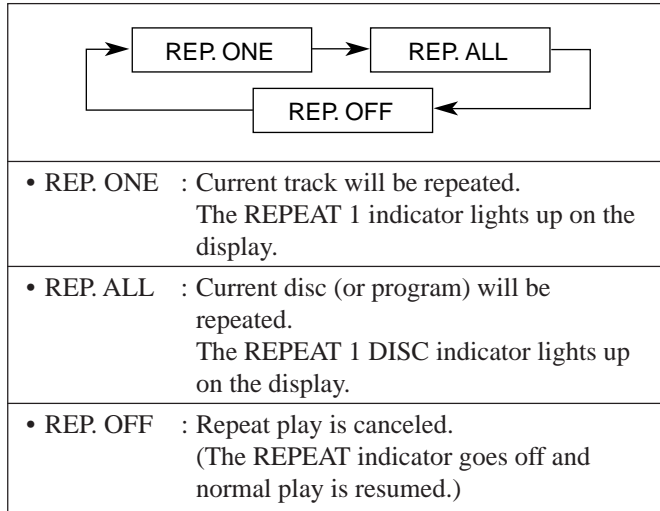 REP. ONE REP. ALL
REP. OFF
• REP. ONE : Current track will be repeated.
The REPEAT 1 indicator lights up on the
display.
• REP. ALL : Current disc (or program) will be
repeated.
The REPEAT 1 DISC indicator lights up
on the display.
• REP. OFF : Repeat play is canceled.
(The REPEAT indicator goes off and
normal play is resumed.)